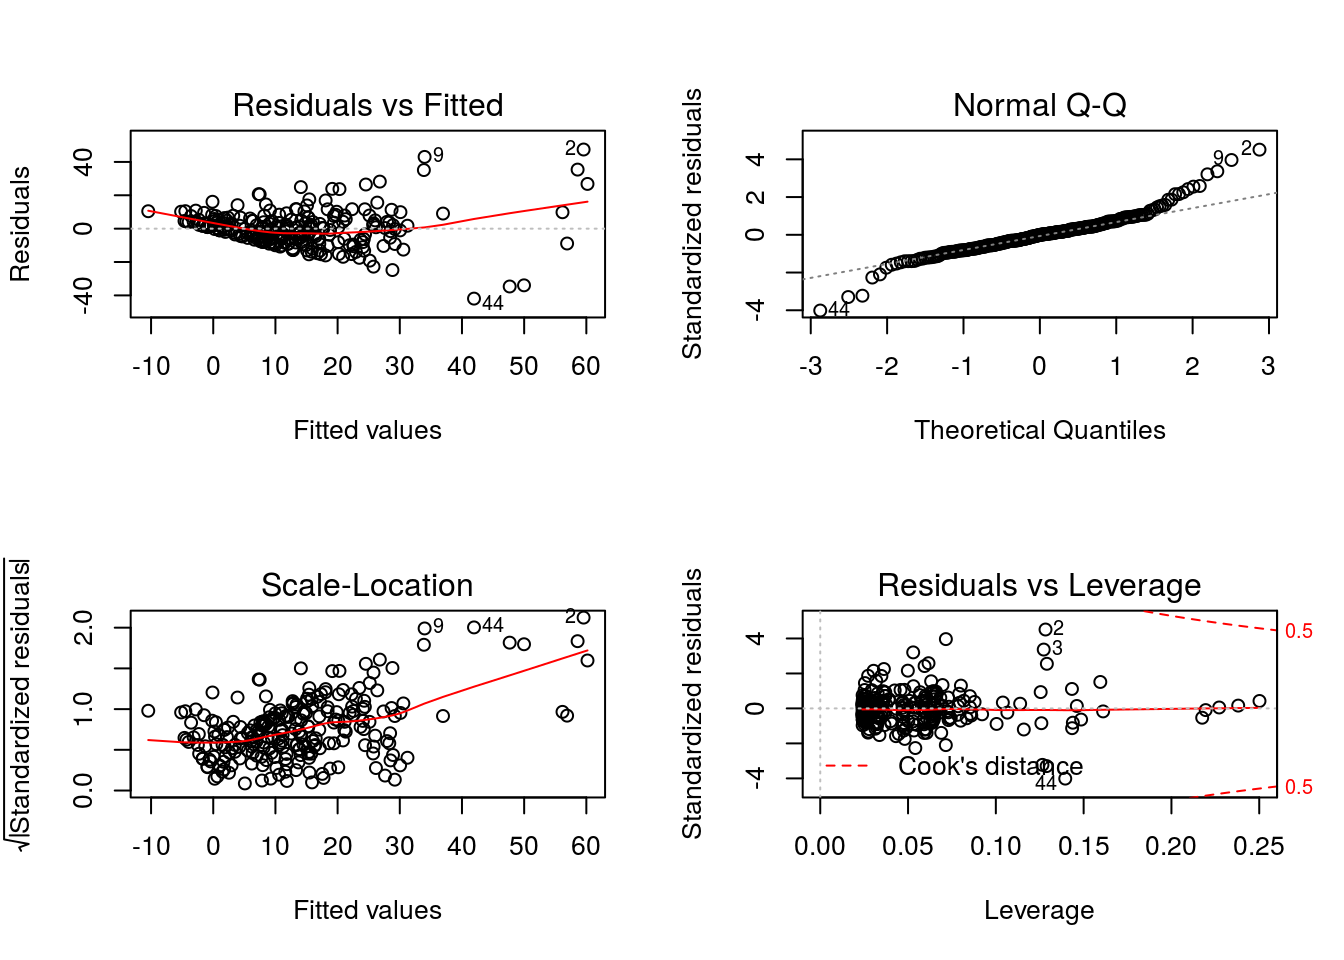 Residuals vs Fitted
Residuals
-40 0 40
2
9
44
-10 0 10 20 30 40 50 60
Fitted values
Normal Q-Q
Standardized residuals
-4 0 2 4
2
9
44
-3 -2 -1 0 1 2 3
Theoretical Quantiles
Scale-Location
√|Standardized residuals|
0.0 1.0 2.0
2
9
44
-10 0 10 20 30 40 50 60
Fitted values
Residuals vs Leverage
Standardized residuals
-4 0 4
0.5
2
3
Cook's distance
44
0.5
0.00 0.05 0.10 0.15 0.20 0.25
Leverage